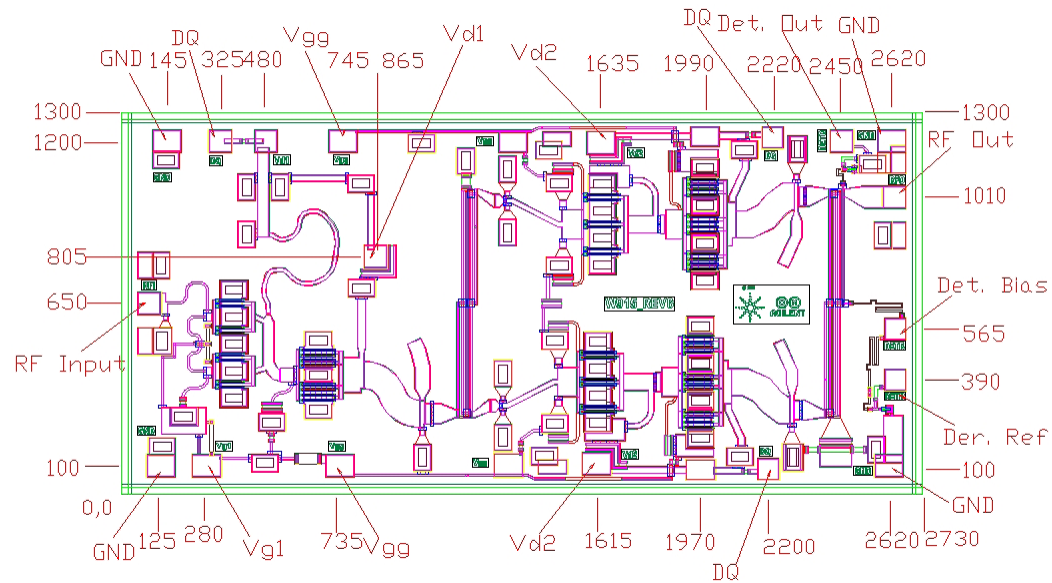 DQ Vgg Vd1 Vd2 DQ Det. Out GND
GND 145 325 480 745 865 1635 1990 2220 2450 2620
1300 1300
1200 RF Out
1010
805
650 Det. Bias
W919_REVB
AGILENT
565
RF Input
390
Der. Ref
100 100
0,0 GND
125 280 735 1615 1970 2200 2620 2730
GND Vg1 Vgg Vd2 DQ